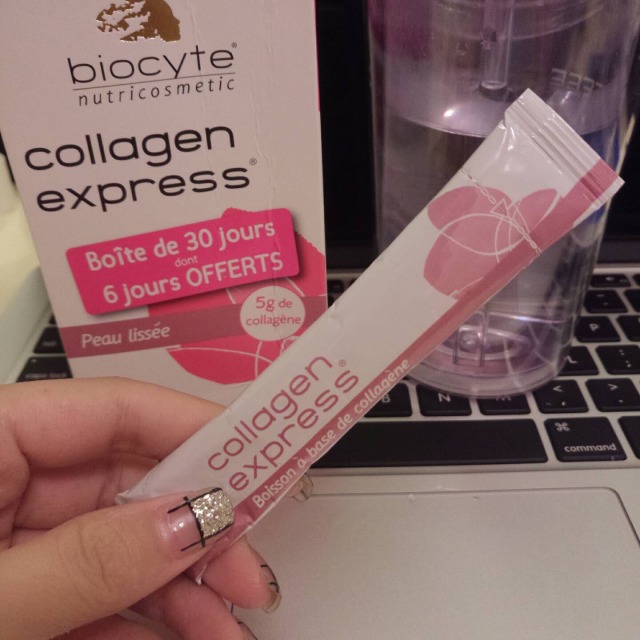 biocyte®
nutricosmetic
collagen
express®
Boîte de 30 jours
dont
6 jours OFFERTS
5g de
collagène
Peau lissée
collagen
express®
Boisson à base de collagène
B
N
M
L
P
<
>
?
⌘
command